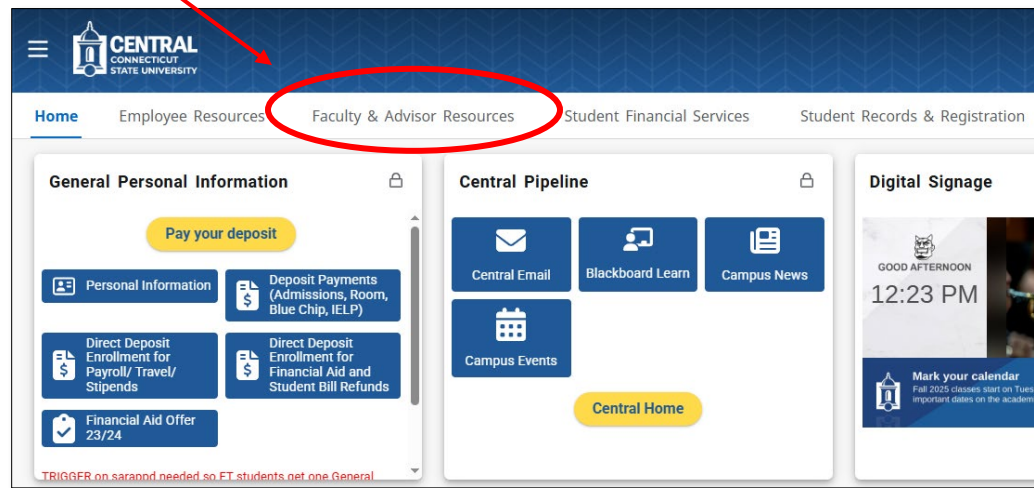 CENTRAL
CONNECTICUT
STATE UNIVERSITY
Home Employee Resources Faculty & Advisor Resources Student Financial Services Student Records & Registration
General Personal Information
Pay your deposit
Personal Information
Deposit Payments
(Admissions, Room,
Blue Chip, IELP)
Direct Deposit
Enrollment for
Payroll/ Travel/
Stipends
Direct Deposit
Enrollment for
Financial Aid and
Student Bill Refunds
Financial Aid Offer
23/24
TRIGGER on sarappd needed so FT students get one General
Central Pipeline
Central Email
Blackboard Learn
Campus News
Campus Events
Central Home
Digital Signage
GOOD AFTERNOON
12:23 PM
Mark your calendar
Fall 2025 classes start on Tues
important dates on the academ